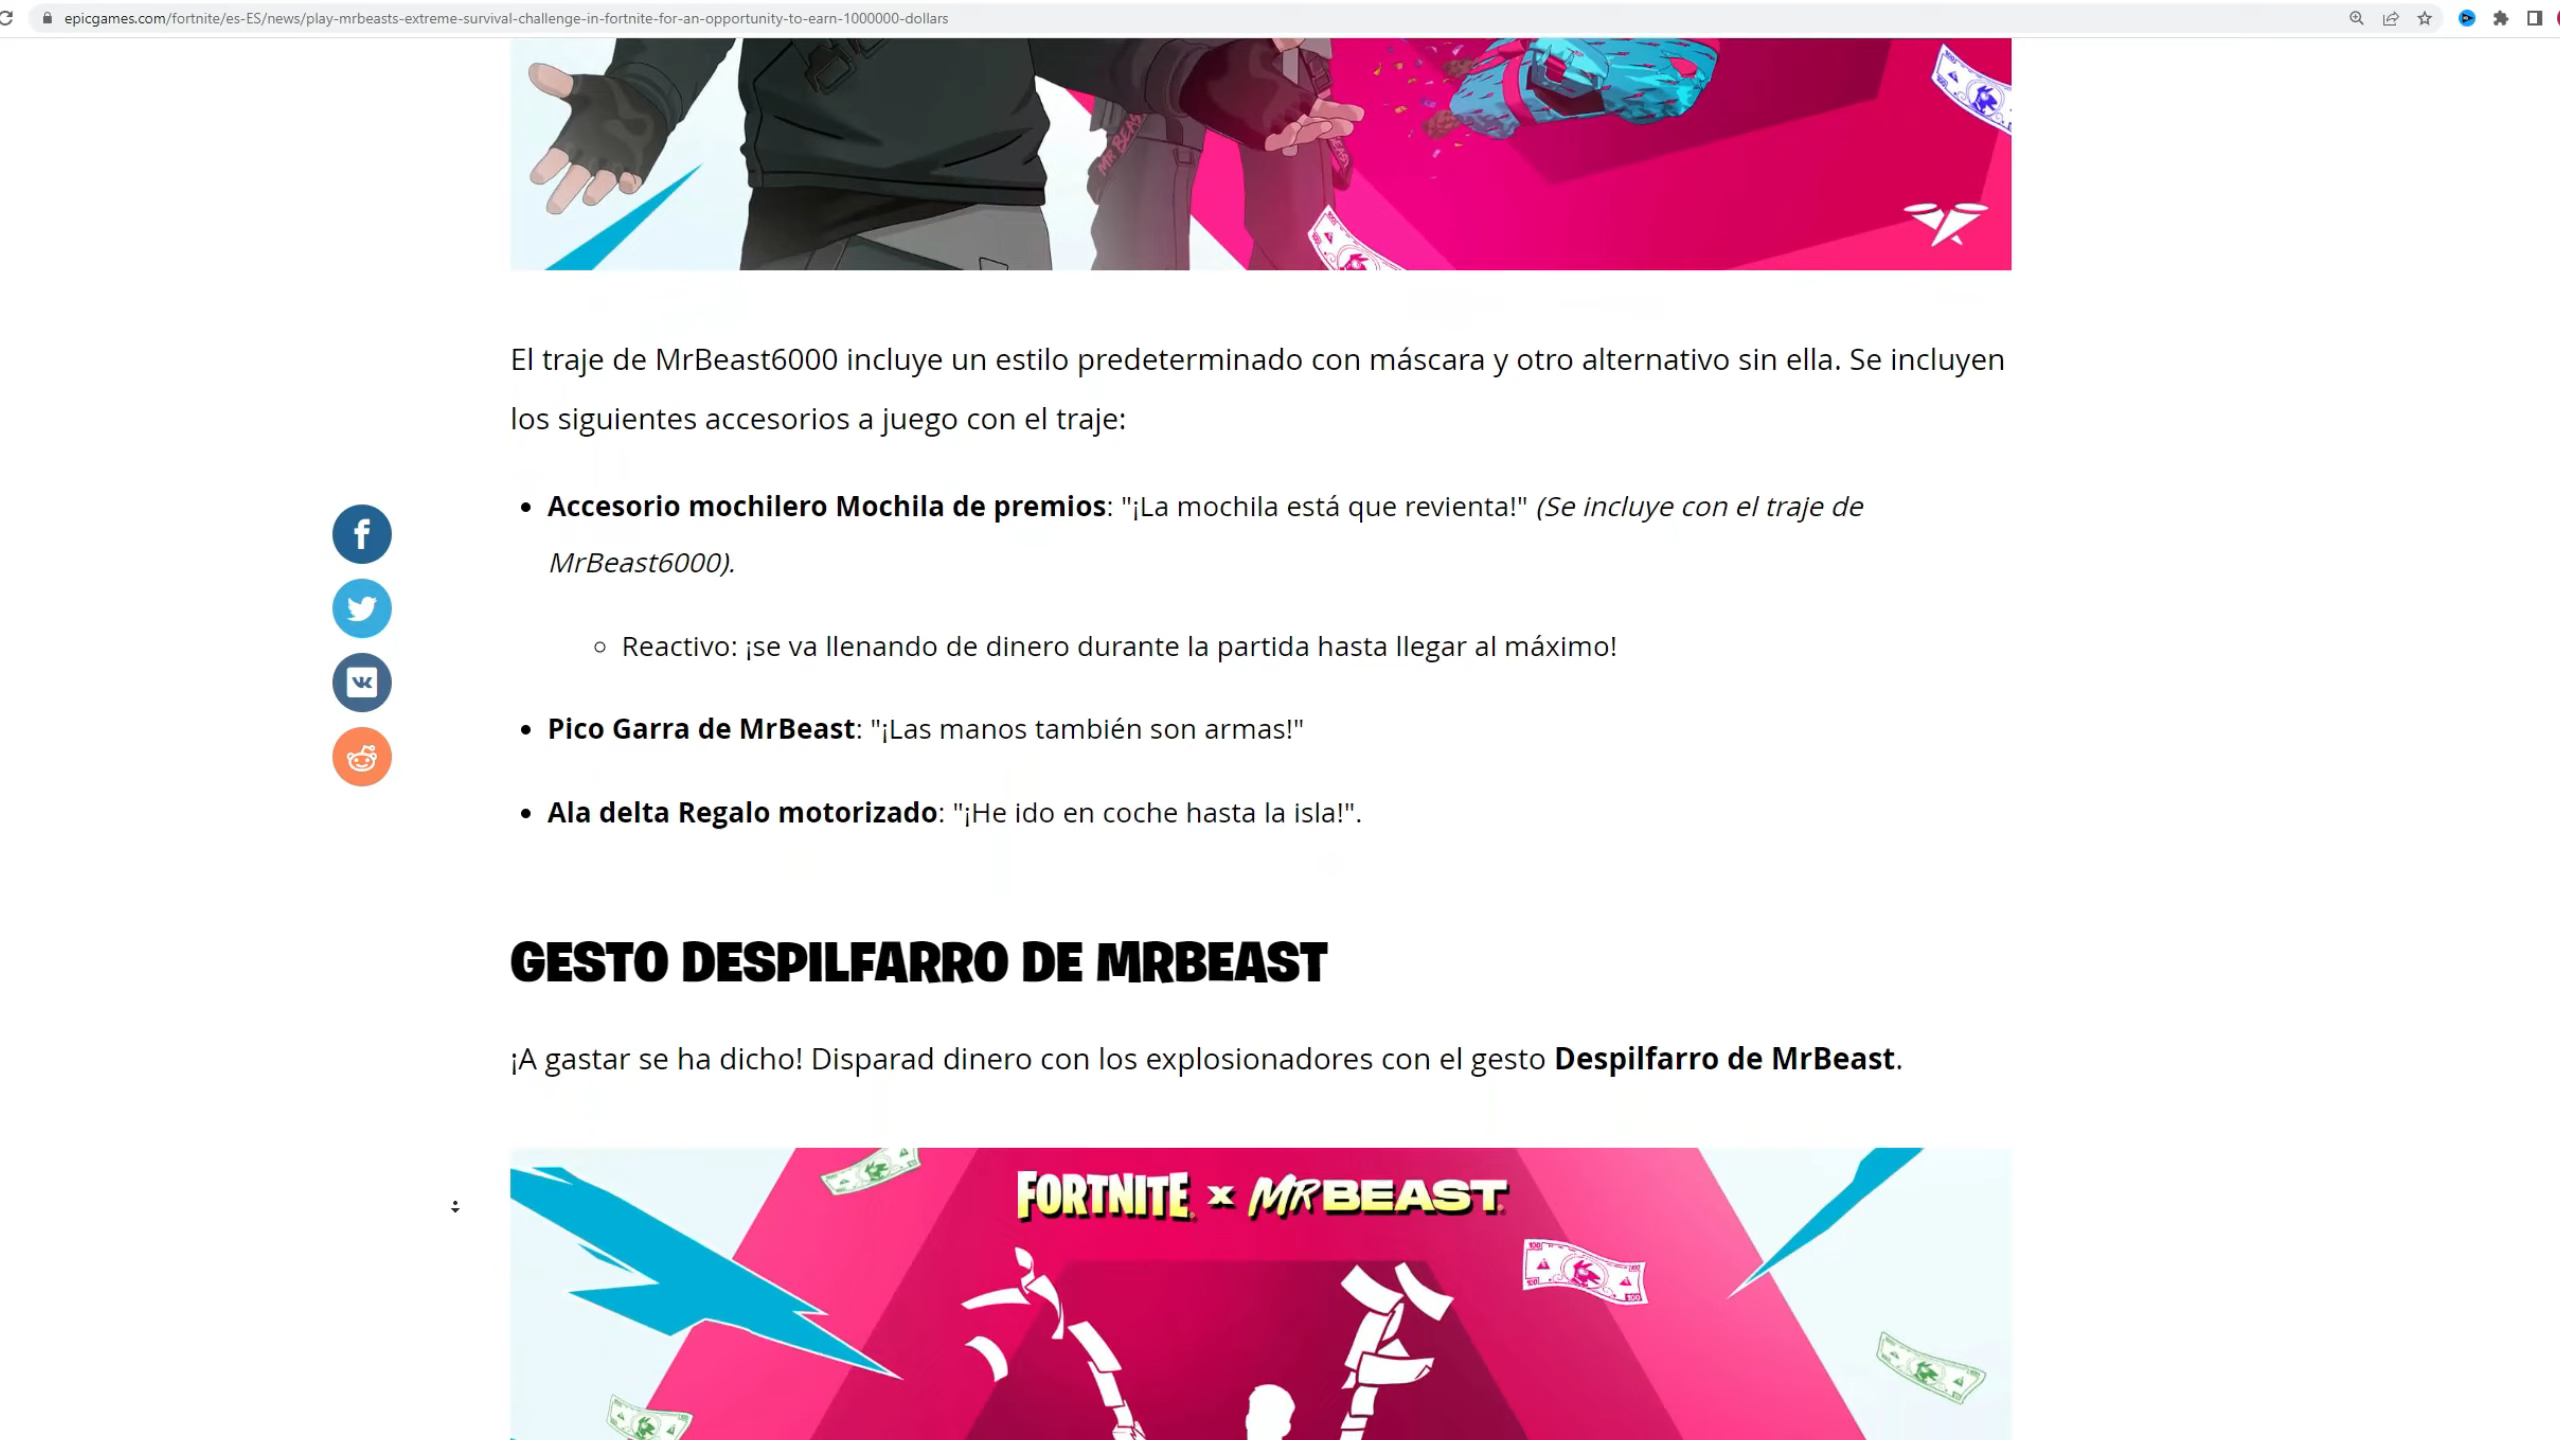 epicgames.com/fortnite/es-ES/news/play-mrbeasts-extreme-survival-challenge-in-fortnite-for-an-opportunity-to-earn-1000000-dollars
MR BEAST
El traje de MrBeast6000 incluye un estilo predeterminado con máscara y otro alternativo sin ella. Se incluyen
los siguientes accesorios a juego con el traje:
• Accesorio mochilero Mochila de premios: "¡La mochila está que revienta!" (Se incluye con el traje de
MrBeast6000).
◦ Reactivo: ¡se va llenando de dinero durante la partida hasta llegar al máximo!
• Pico Garra de MrBeast: "¡Las manos también son armas!"
• Ala delta Regalo motorizado: "¡He ido en coche hasta la isla!".
GESTO DESPILFARRO DE MRBEAST
¡A gastar se ha dicho! Disparad dinero con los explosionadores con el gesto Despilfarro de MrBeast.
FORTNITE x MRBEAST
100
100
100